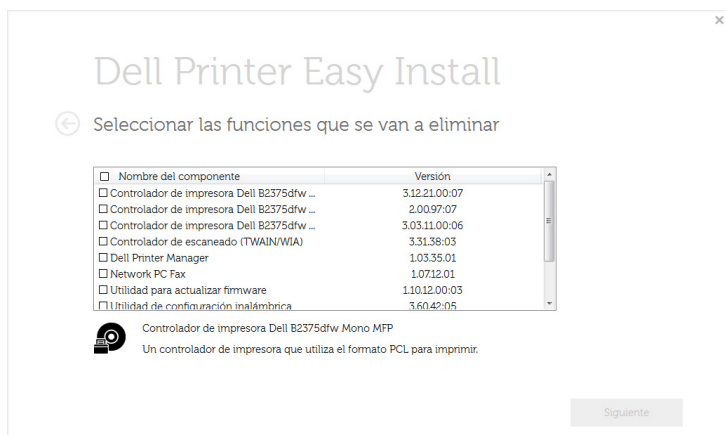 Dell Printer Easy Install
Seleccionar las funciones que se van a eliminar
Nombre del componente Versión
Controlador de impresora Dell B2375dfw ... 3.12.21.00:07
Controlador de impresora Dell B2375dfw ... 2.00.97:07
Controlador de impresora Dell B2375dfw ... 3.03.11.00:06
Controlador de escaneado (TWAIN/WIA) 3.31.38:03
Dell Printer Manager 1.03.35.01
Network PC Fax 1.07.12.01
Utilidad para actualizar firmware 1.10.12.00:03
Utilidad de configuración inalámbrica 3.60.42:05
Controlador de impresora Dell B2375dfw Mono MFP
Un controlador de impresora que utiliza el formato PCL para imprimir.
Siguiente